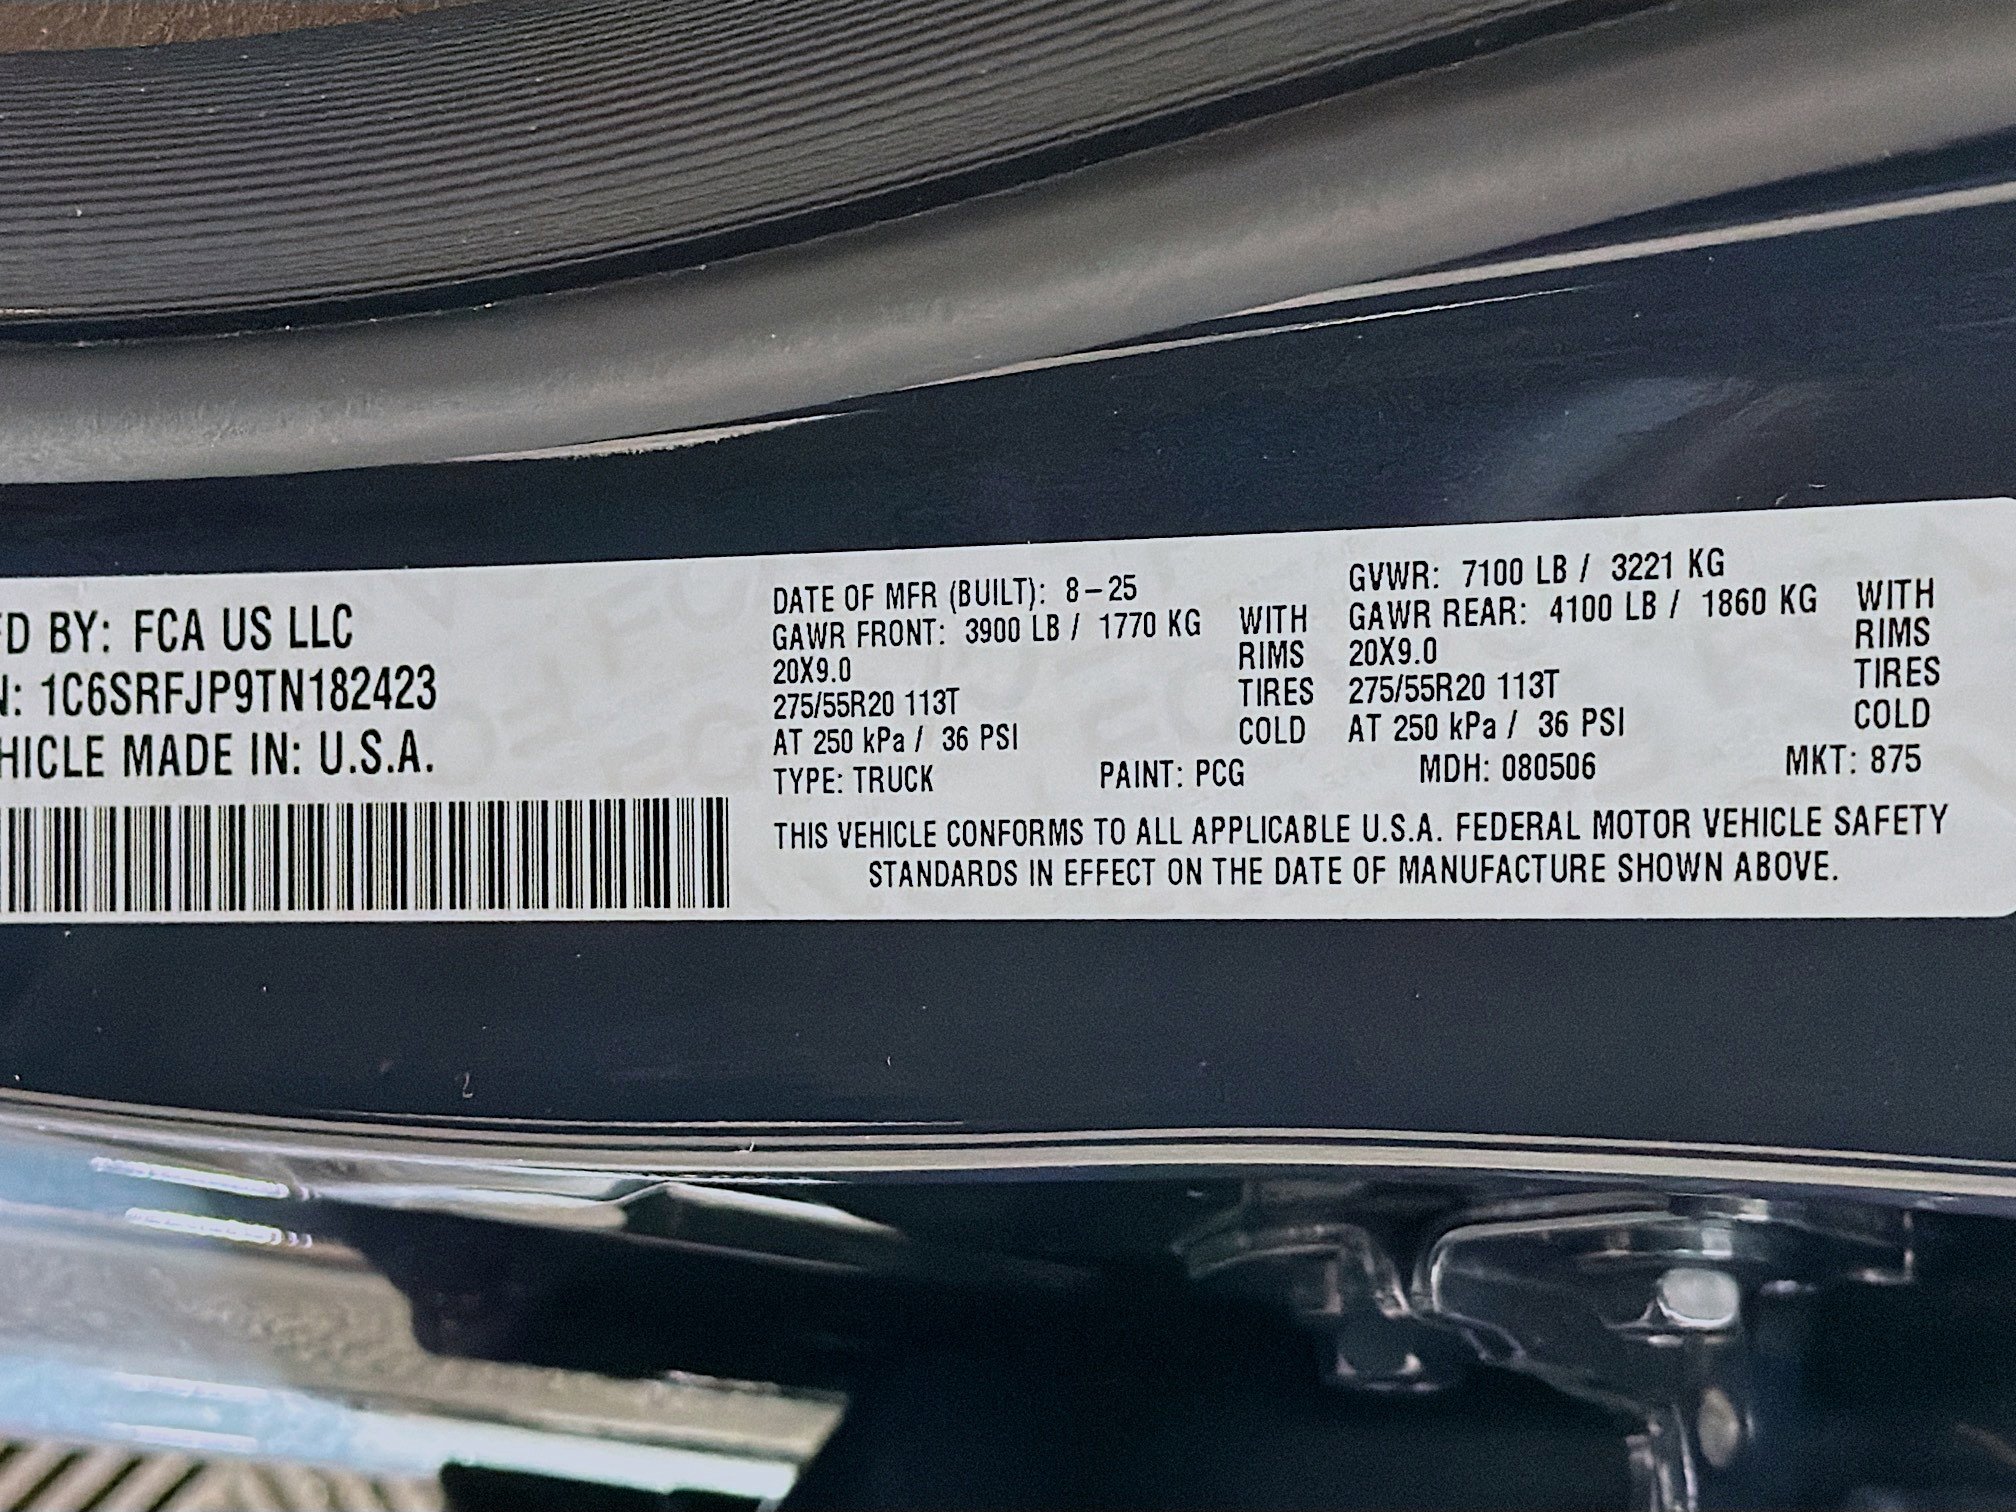 FD BY: FCA US LLC
N: 1C6SRFJP9TN182423
HICLE MADE IN: U.S.A.
DATE OF MFR (BUILT): 8-25
GAWR FRONT: 3900 LB / 1770 KG WITH
20X9.0 RIMS
275/55R20 113T TIRES
AT 250 kPa / 36 PSI COLD
GVWR: 7100 LB / 3221 KG
GAWR REAR: 4100 LB / 1860 KG WITH
20X9.0 RIMS
275/55R20 113T TIRES
AT 250 kPa / 36 PSI COLD
TYPE: TRUCK PAINT: PCG MDH: 080506 MKT: 875
THIS VEHICLE CONFORMS TO ALL APPLICABLE U.S.A. FEDERAL MOTOR VEHICLE SAFETY
STANDARDS IN EFFECT ON THE DATE OF MANUFACTURE SHOWN ABOVE.